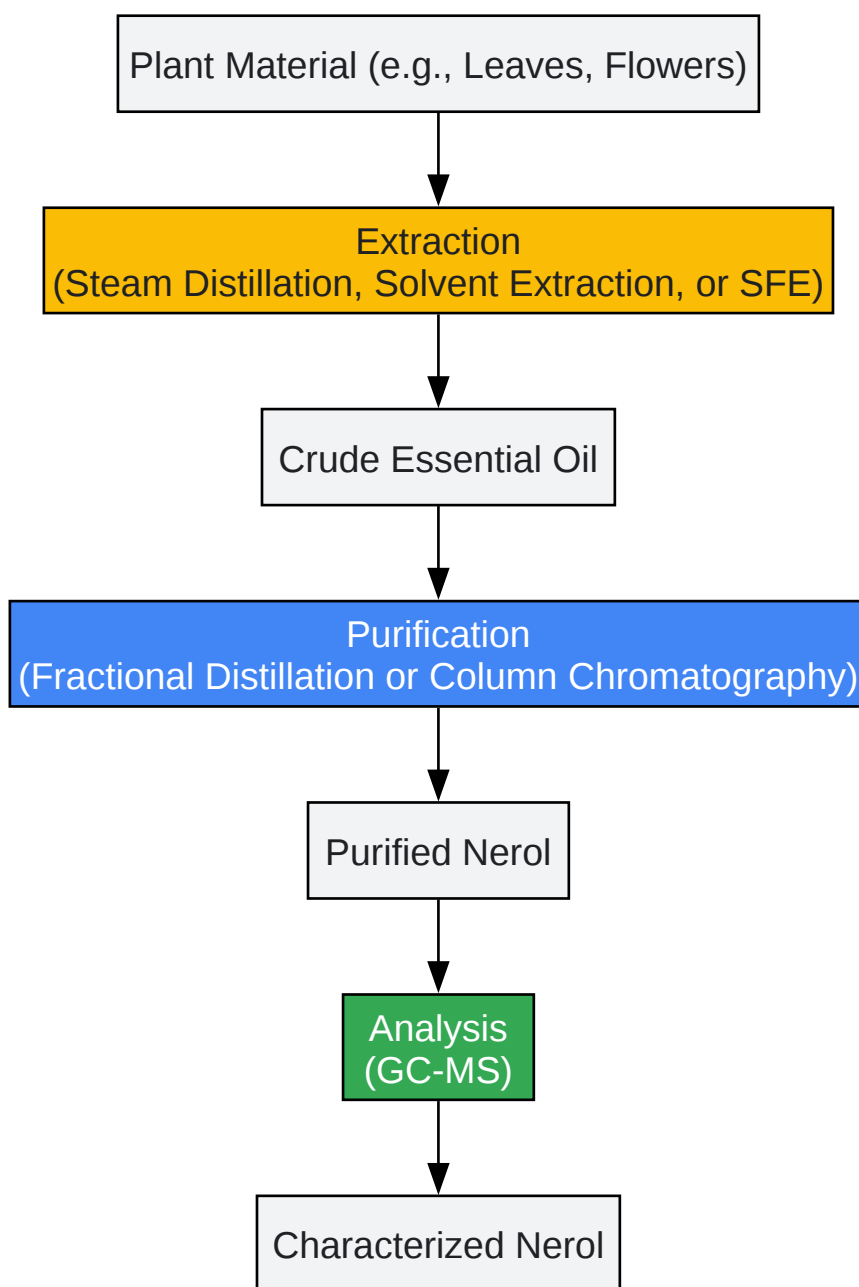 Plant Material (e.g., Leaves, Flowers)
Extraction
(Steam Distillation, Solvent Extraction, or SFE)
Crude Essential Oil
Purification
(Fractional Distillation or Column Chromatography)
Purified Nerol
Analysis
(GC-MS)
Characterized Nerol